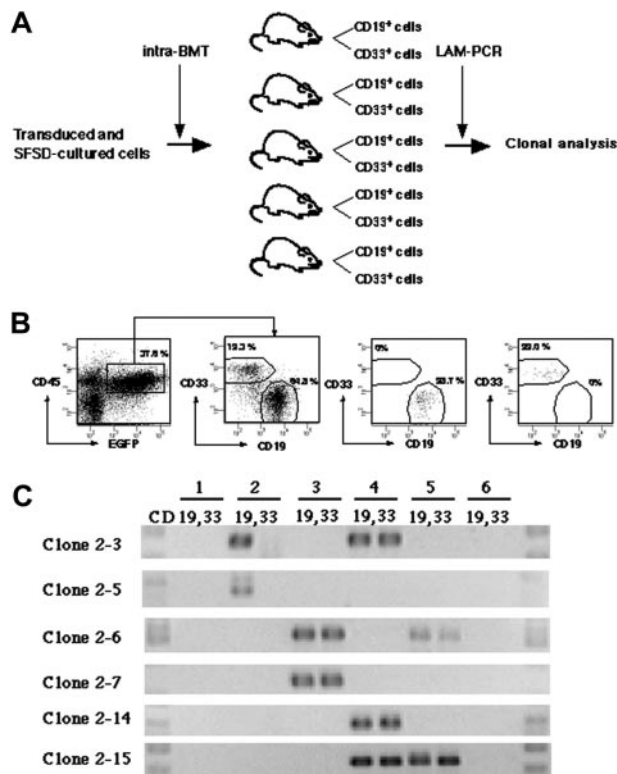 A
intra-BMT
LAM-PCR
Transduced and
SFSD-cultured cells
CD19⁺ cells
CD33⁺ cells
CD19⁺ cells
CD33⁺ cells
CD19⁺ cells
CD33⁺ cells
CD19⁺ cells
CD33⁺ cells
CD19⁺ cells
CD33⁺ cells
Clonal analysis
B
CD45
EGFP
CD33
CD19
0%
CD33
CD19
0%
CD33
CD19
C
1 2 3 4 5 6
CD 19,33 19,33 19,33 19,33 19,33 19,33
Clone 2-3
Clone 2-5
Clone 2-6
Clone 2-7
Clone 2-14
Clone 2-15